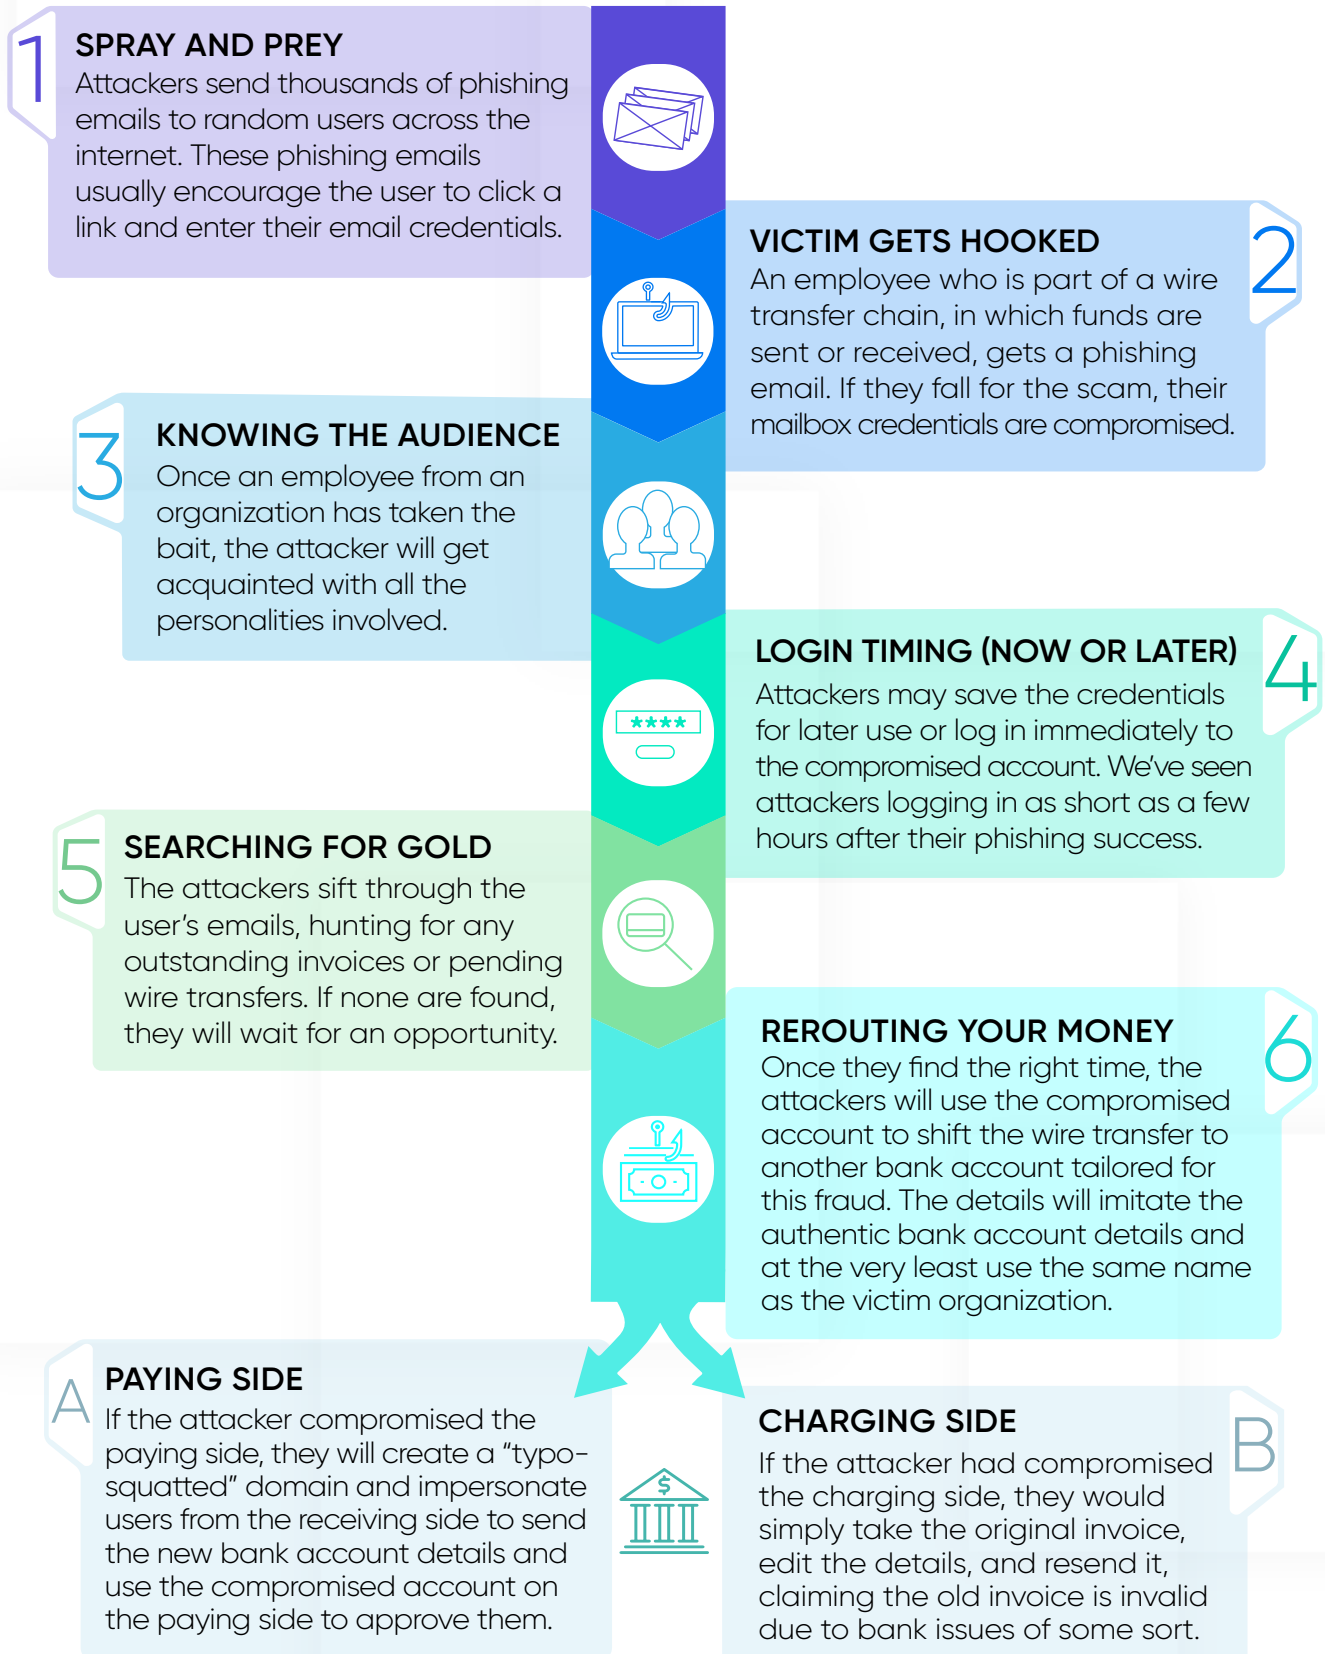 1
SPRAY AND PREY
Attackers send thousands of phishing
emails to random users across the
internet. These phishing emails
usually encourage the user to click a
link and enter their email credentials.
2
VICTIM GETS HOOKED
An employee who is part of a wire
transfer chain, in which funds are
sent or received, gets a phishing
email. If they fall for the scam, their
mailbox credentials are compromised.
3
KNOWING THE AUDIENCE
Once an employee from an
organization has taken the
bait, the attacker will get
acquainted with all the
personalities involved.
4
LOGIN TIMING (NOW OR LATER)
Attackers may save the credentials
for later use or log in immediately to
the compromised account. We’ve seen
attackers logging in as short as a few
hours after their phishing success.
****
5
SEARCHING FOR GOLD
The attackers sift through the
user’s emails, hunting for any
outstanding invoices or pending
wire transfers. If none are found,
they will wait for an opportunity.
6
REROUTING YOUR MONEY
Once they find the right time, the
attackers will use the compromised
account to shift the wire transfer to
another bank account tailored for
this fraud. The details will imitate the
authentic bank account details and
at the very least use the same name
as the victim organization.
A
PAYING SIDE
If the attacker compromised the
paying side, they will create a “typo-
squatted” domain and impersonate
users from the receiving side to send
the new bank account details and
use the compromised account on
the paying side to approve them.
$
B
CHARGING SIDE
If the attacker had compromised
the charging side, they would
simply take the original invoice,
edit the details, and resend it,
claiming the old invoice is invalid
due to bank issues of some sort.